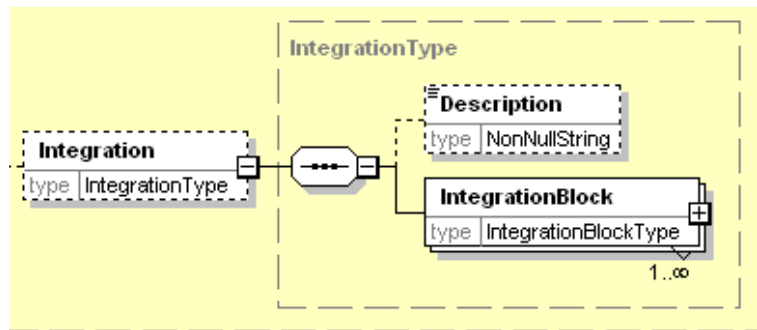 IntegrationType
Description
type NonNullString
Integration
type IntegrationType
IntegrationBlock
type IntegrationBlockType
1..∞